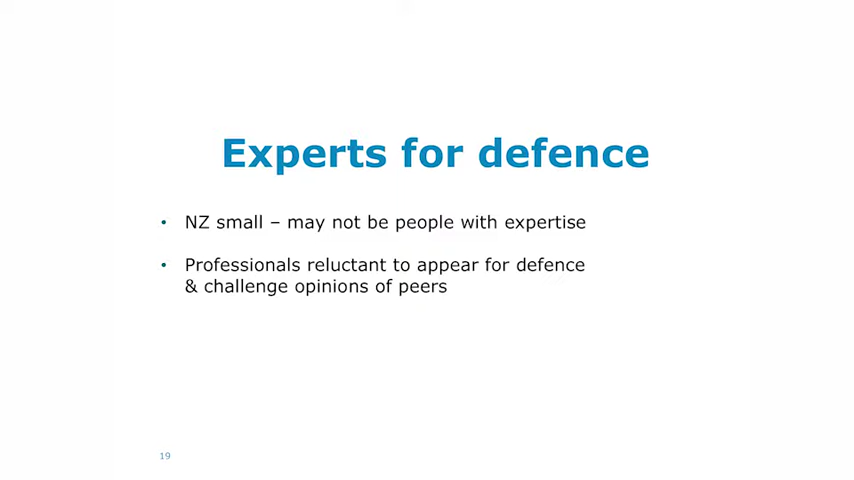 Experts for defence
• NZ small – may not be people with expertise
• Professionals reluctant to appear for defence
& challenge opinions of peers
19